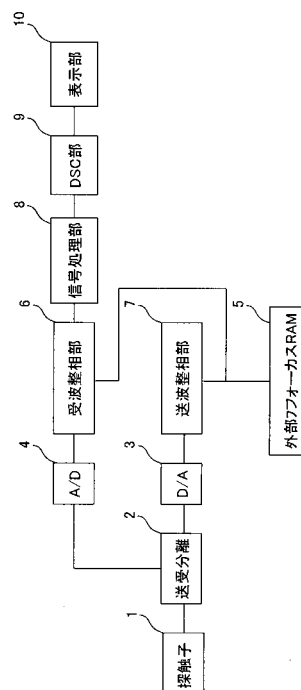 1
探触子
2
送受分離
3
D/A
4
A/D
5
外部フォーカスRAM
6
受波整相部
7
送波整相部
8
信号処理部
9
DSC部
10
表示部